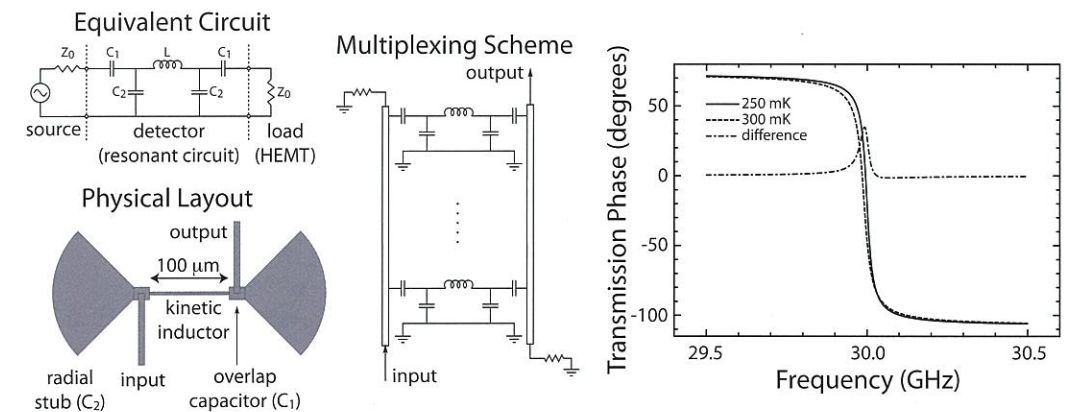 Equivalent Circuit
Z₀
C₁
L
C₁
C₂
C₂
Z₀
source
detector
(resonant circuit)
load
(HEMT)
Physical Layout
output
100 μm
kinetic
inductor
radial
stub (C₂)
input
overlap
capacitor (C₁)
Multiplexing Scheme
output
input
Transmission Phase (degrees)
50
0
-50
-100
250 mK
300 mK
difference
29.5
30.0
30.5
Frequency (GHz)